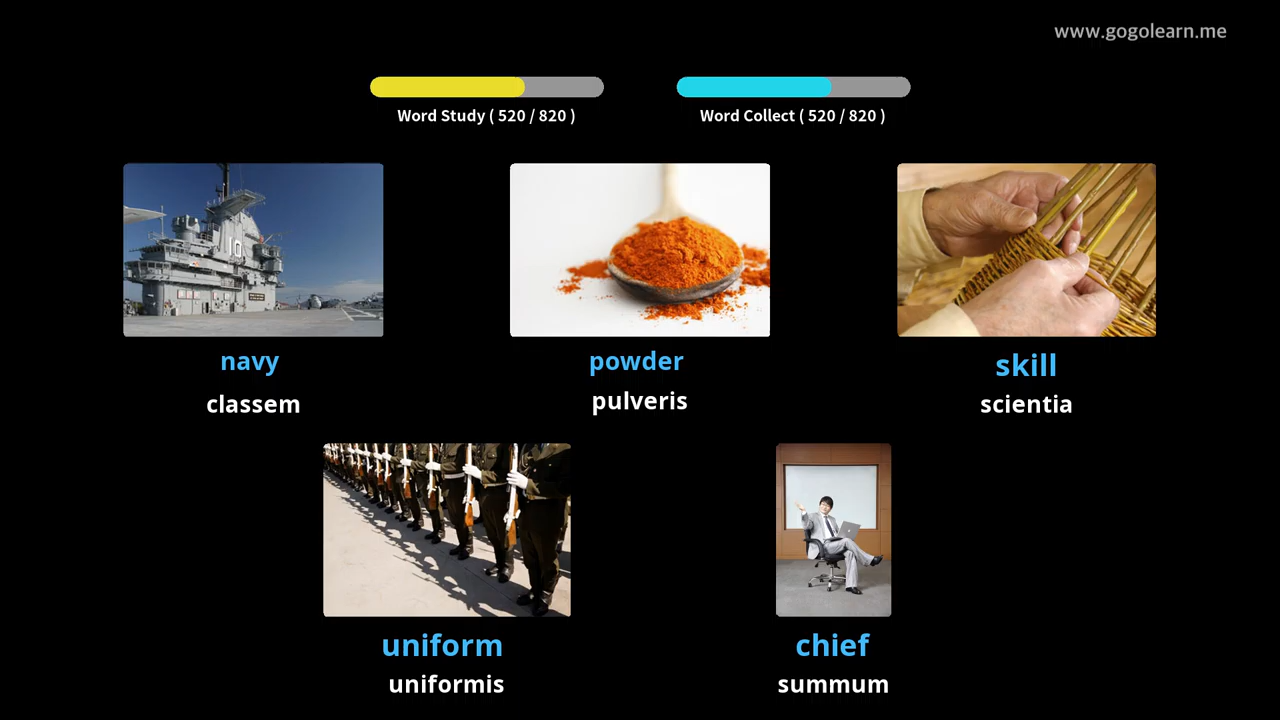 www.gogolearn.me
Word Study ( 520 / 820 )
Word Collect ( 520 / 820 )
10
navy
powder
skill
classem
pulveris
scientia
uniform
chief
uniformis
summum